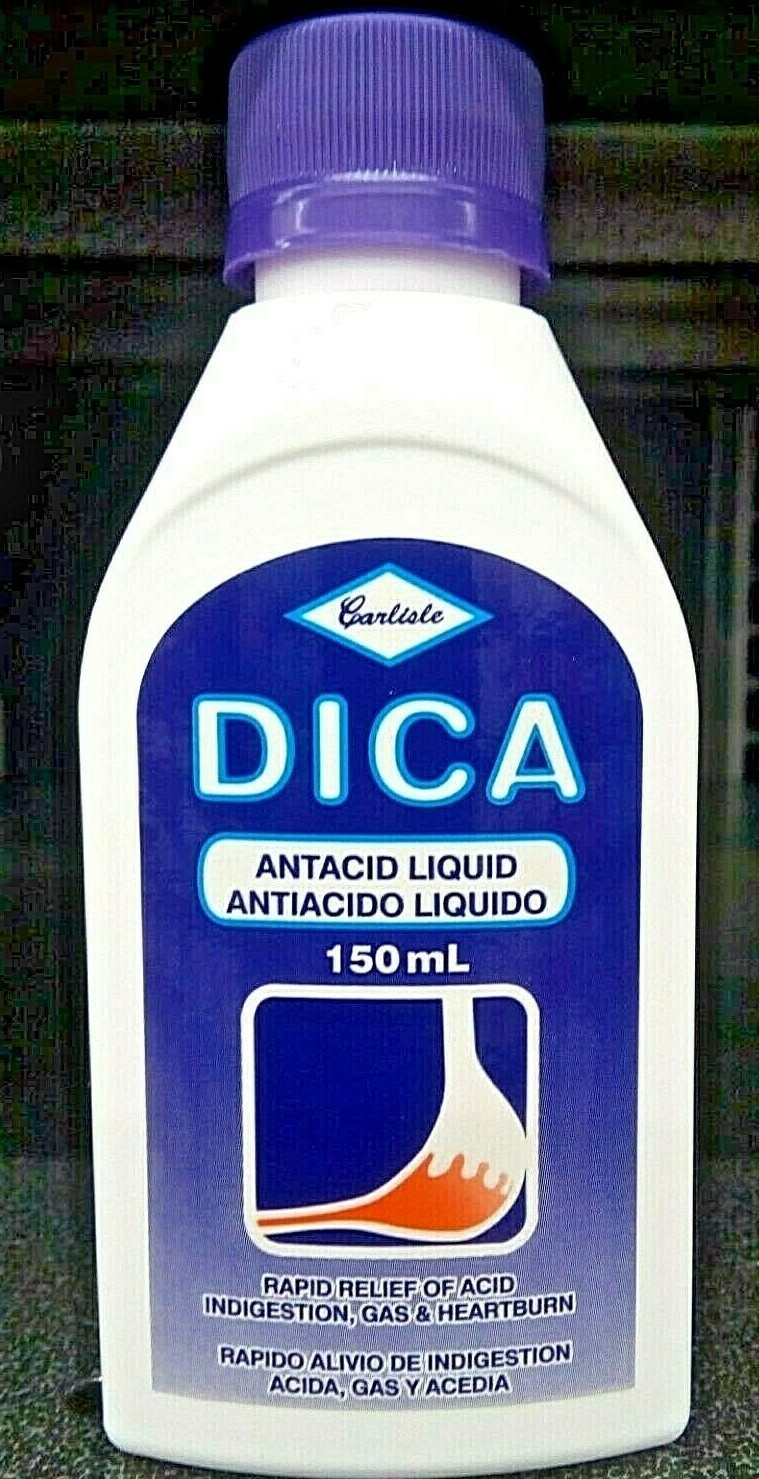 Carlisle
DICA
ANTACID LIQUID
ANTIACIDO LIQUIDO
150 mL
RAPID RELIEF OF ACID
INDIGESTION, GAS & HEARTBURN
RAPIDO ALIVIO DE INDIGESTION
ACIDA, GAS Y ACEDIA